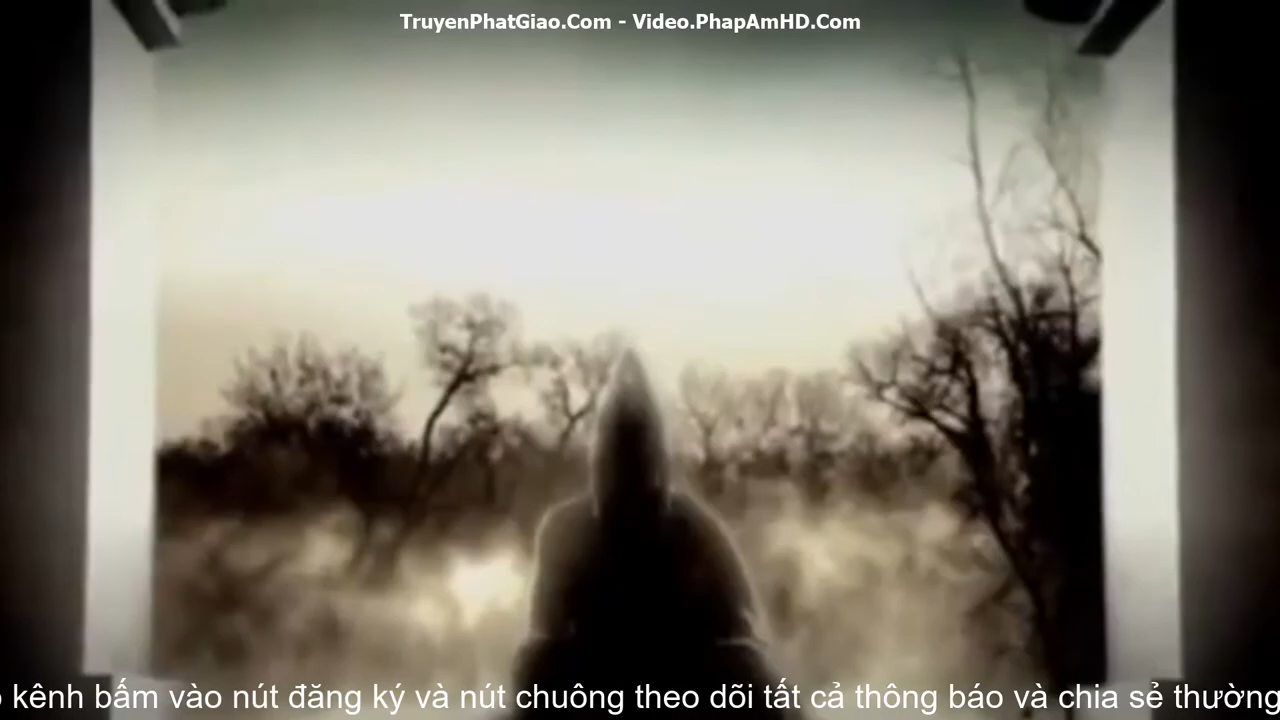 TruyenPhatGiao.Com - Video.PhapAmHD.Com
kênh bấm vào nút đăng ký và nút chuông theo dõi tất cả thông báo và chia sẻ thường